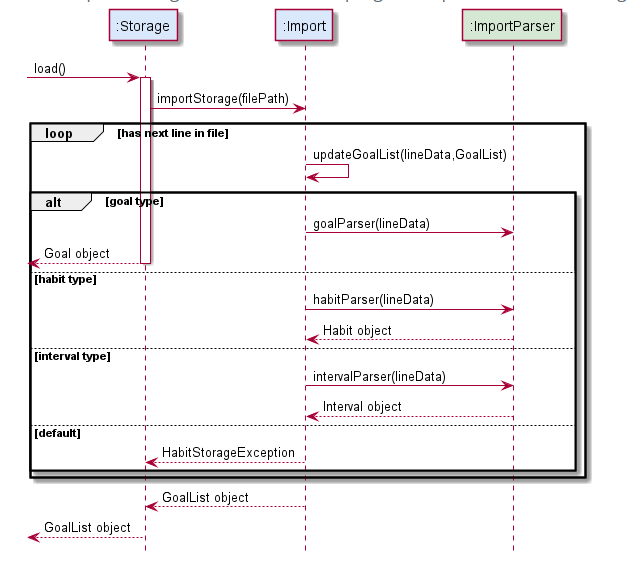 :Storage :Import :ImportParser
load()
importStorage(filePath)
loop [has next line in file]
updateGoalList(lineData,GoalList)
alt [goal type]
goalParser(lineData)
Goal object
[habit type]
habitParser(lineData)
Habit object
[interval type]
intervalParser(lineData)
Interval object
[default]
HabitStorageException
GoalList object
GoalList object